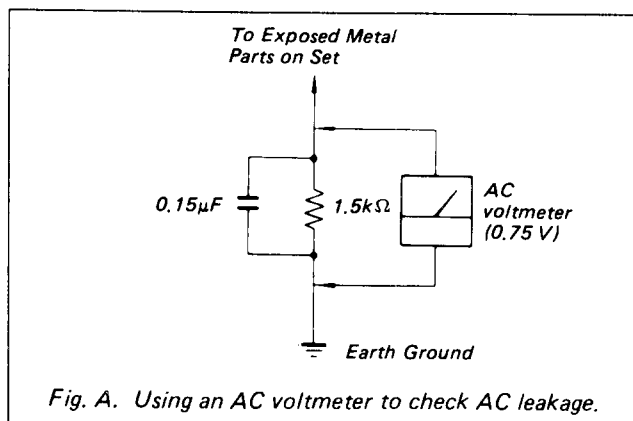 To Exposed Metal
Parts on Set
0.15μF
1.5kΩ
AC
voltmeter
(0.75 V)
Earth Ground
Fig. A. Using an AC voltmeter to check AC leakage.